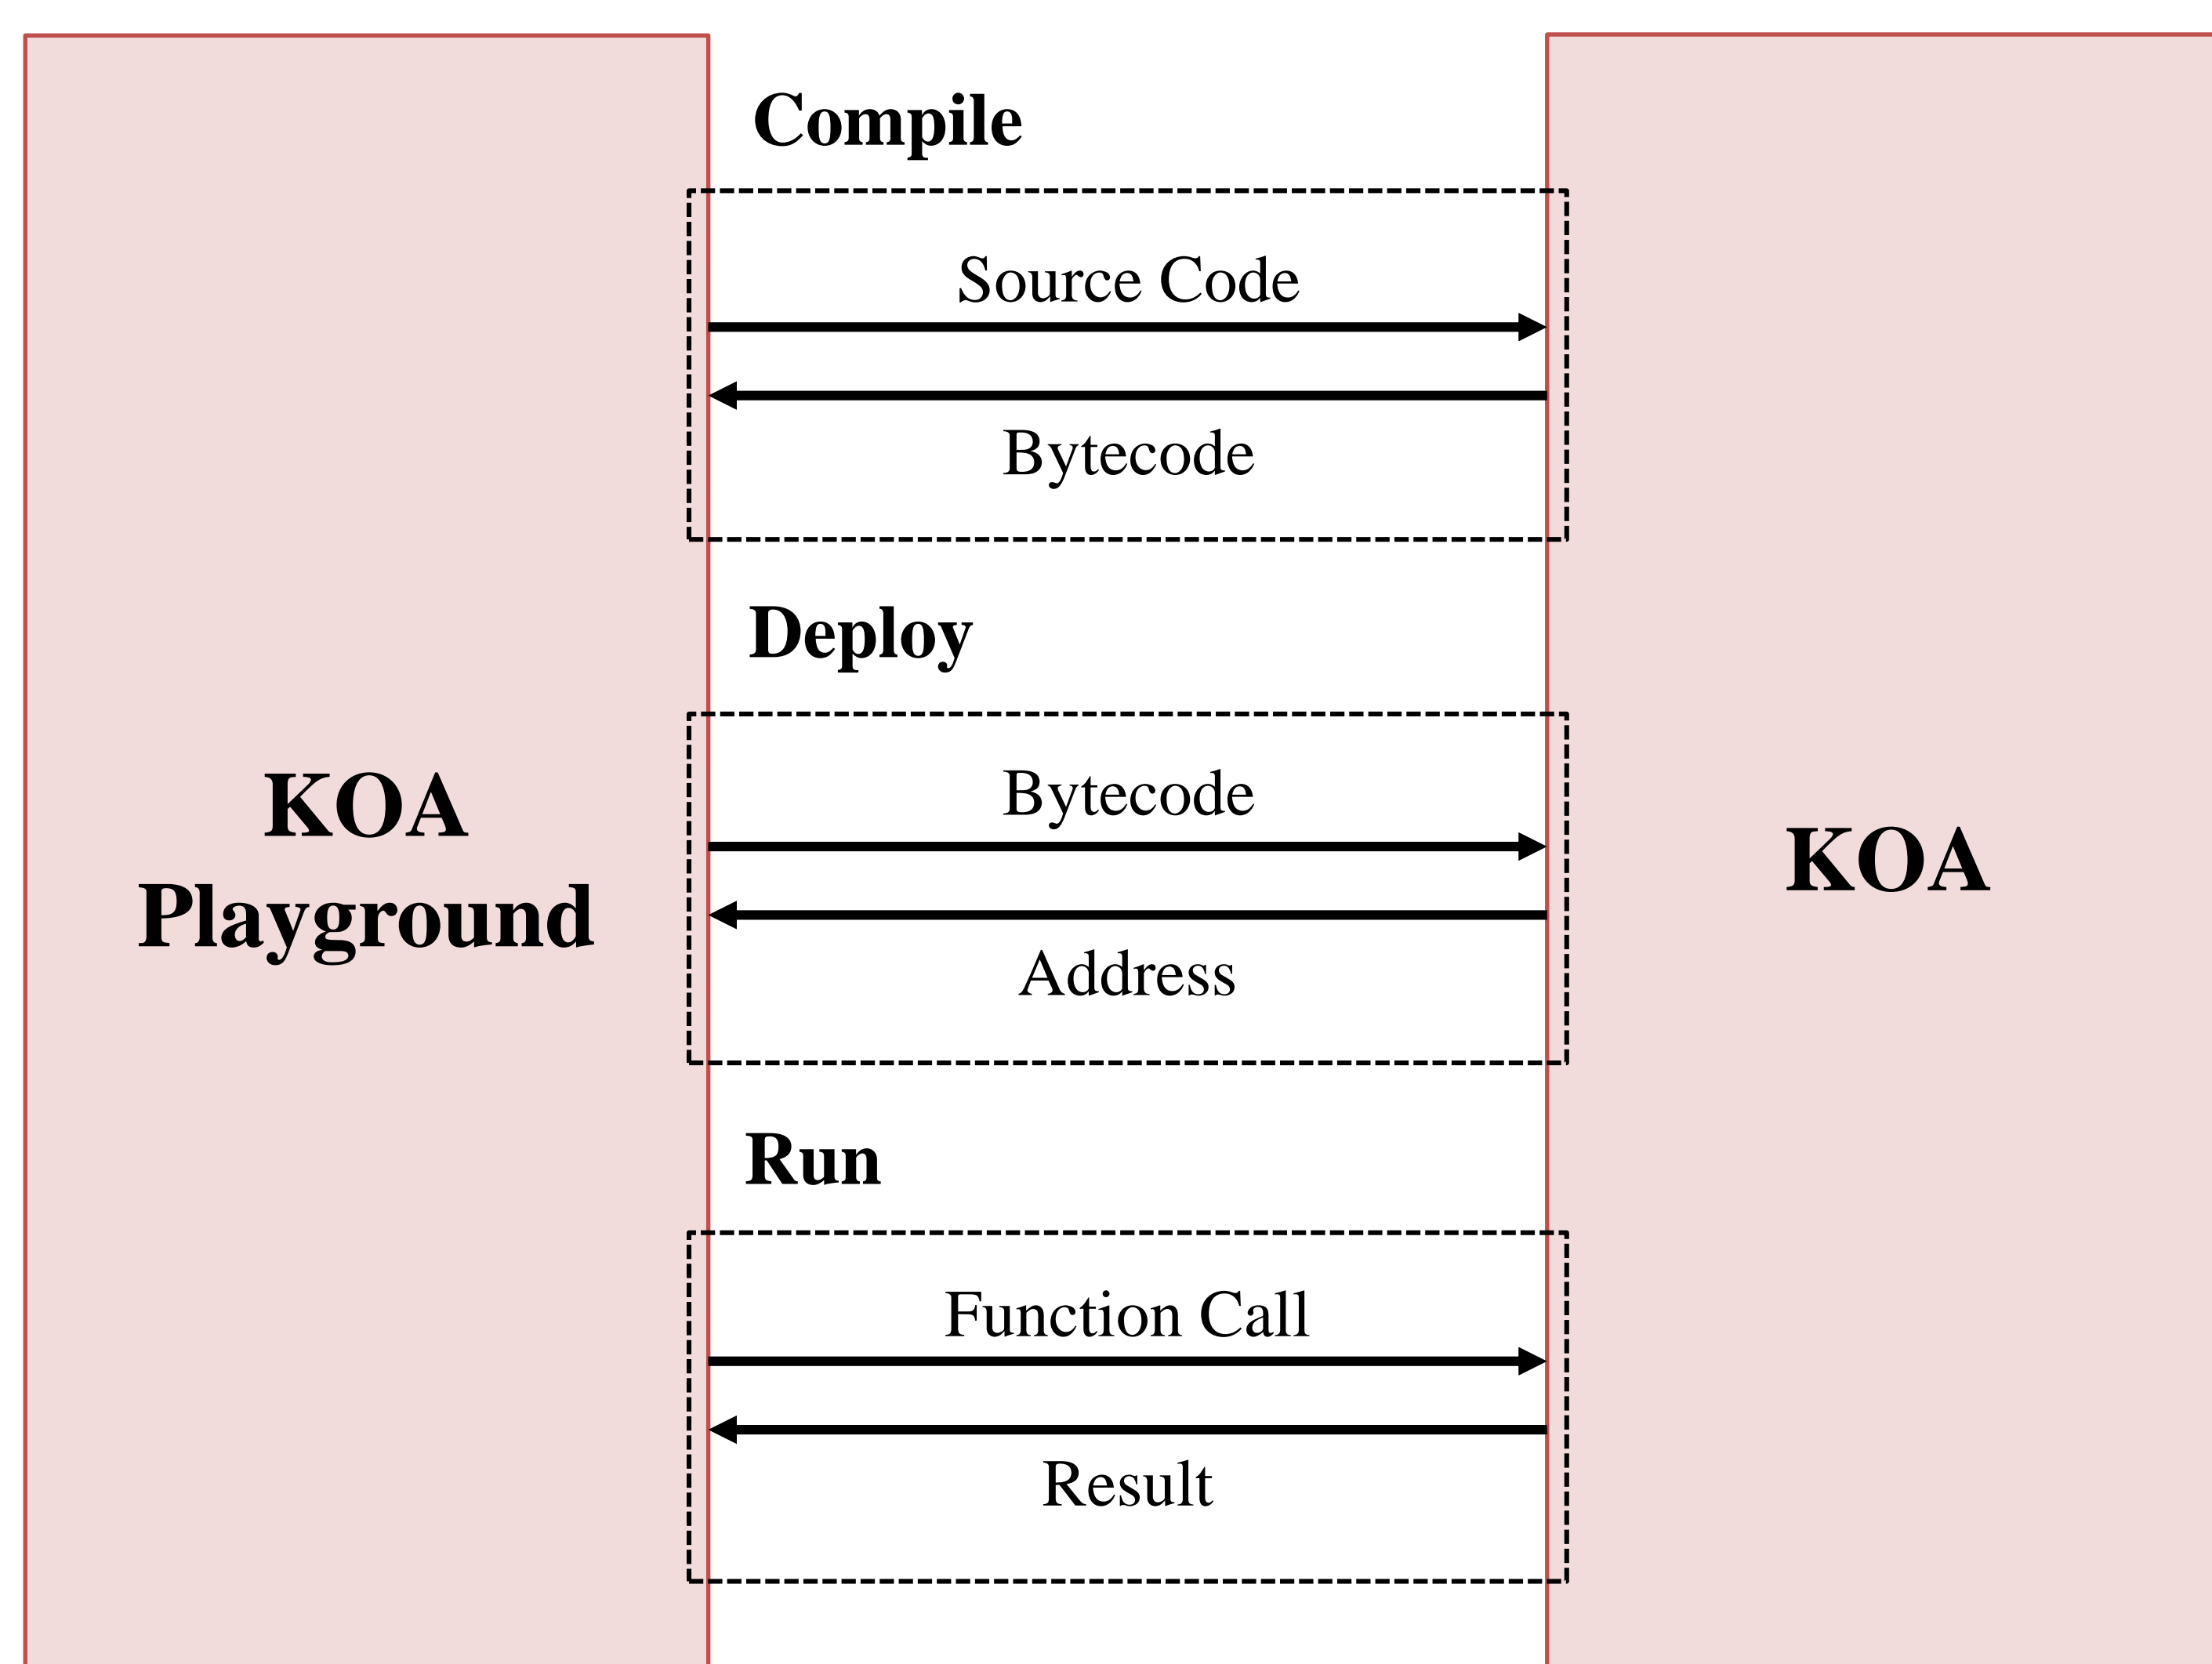 Compile
Source Code
Bytecode
Deploy
KOA
Playground
Bytecode
Address
KOA
Run
Function Call
Result